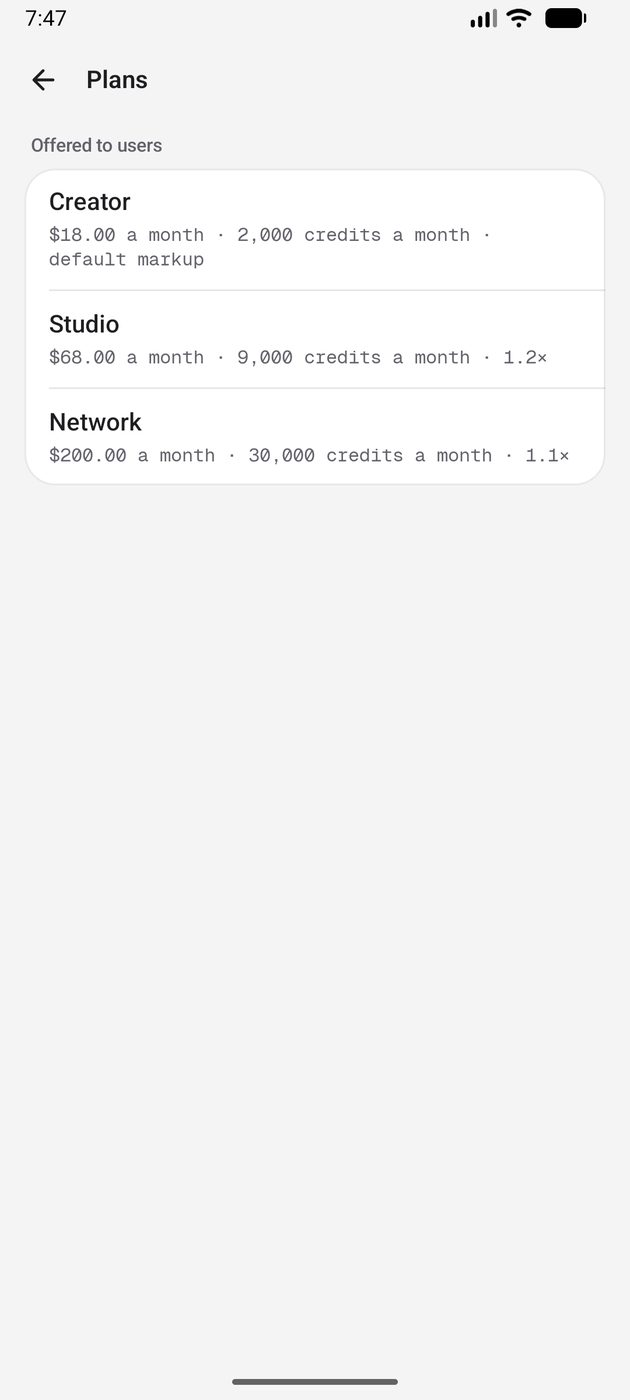 7:47
Plans
Offered to users
Creator
$18.00 a month · 2,000 credits a month ·
default markup
Studio
$68.00 a month · 9,000 credits a month · 1.2×
Network
$200.00 a month · 30,000 credits a month · 1.1×